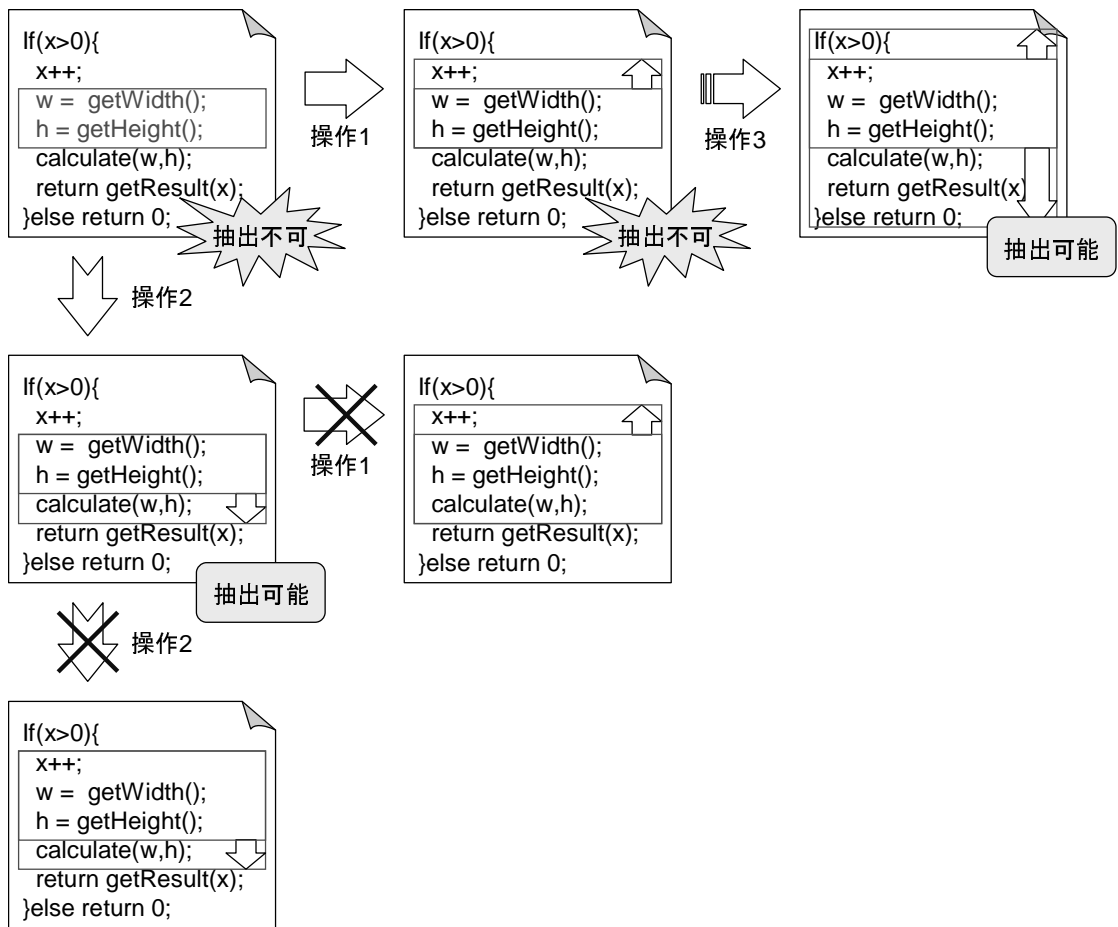 If(x>0){
x++;
w = getWidth();
h = getHeight();
calculate(w,h);
return getResult(x);
}else return 0;
抽出不可
操作1
If(x>0){
x++;
w = getWidth();
h = getHeight();
calculate(w,h);
return getResult(x);
}else return 0;
抽出不可
操作3
If(x>0){
x++;
w = getWidth();
h = getHeight();
calculate(w,h);
return getResult(x)
}else return 0;
抽出可能
操作2
If(x>0){
x++;
w = getWidth();
h = getHeight();
calculate(w,h);
return getResult(x);
}else return 0;
抽出可能
操作1
If(x>0){
x++;
w = getWidth();
h = getHeight();
calculate(w,h);
return getResult(x);
}else return 0;
操作2
If(x>0){
x++;
w = getWidth();
h = getHeight();
calculate(w,h);
return getResult(x);
}else return 0;